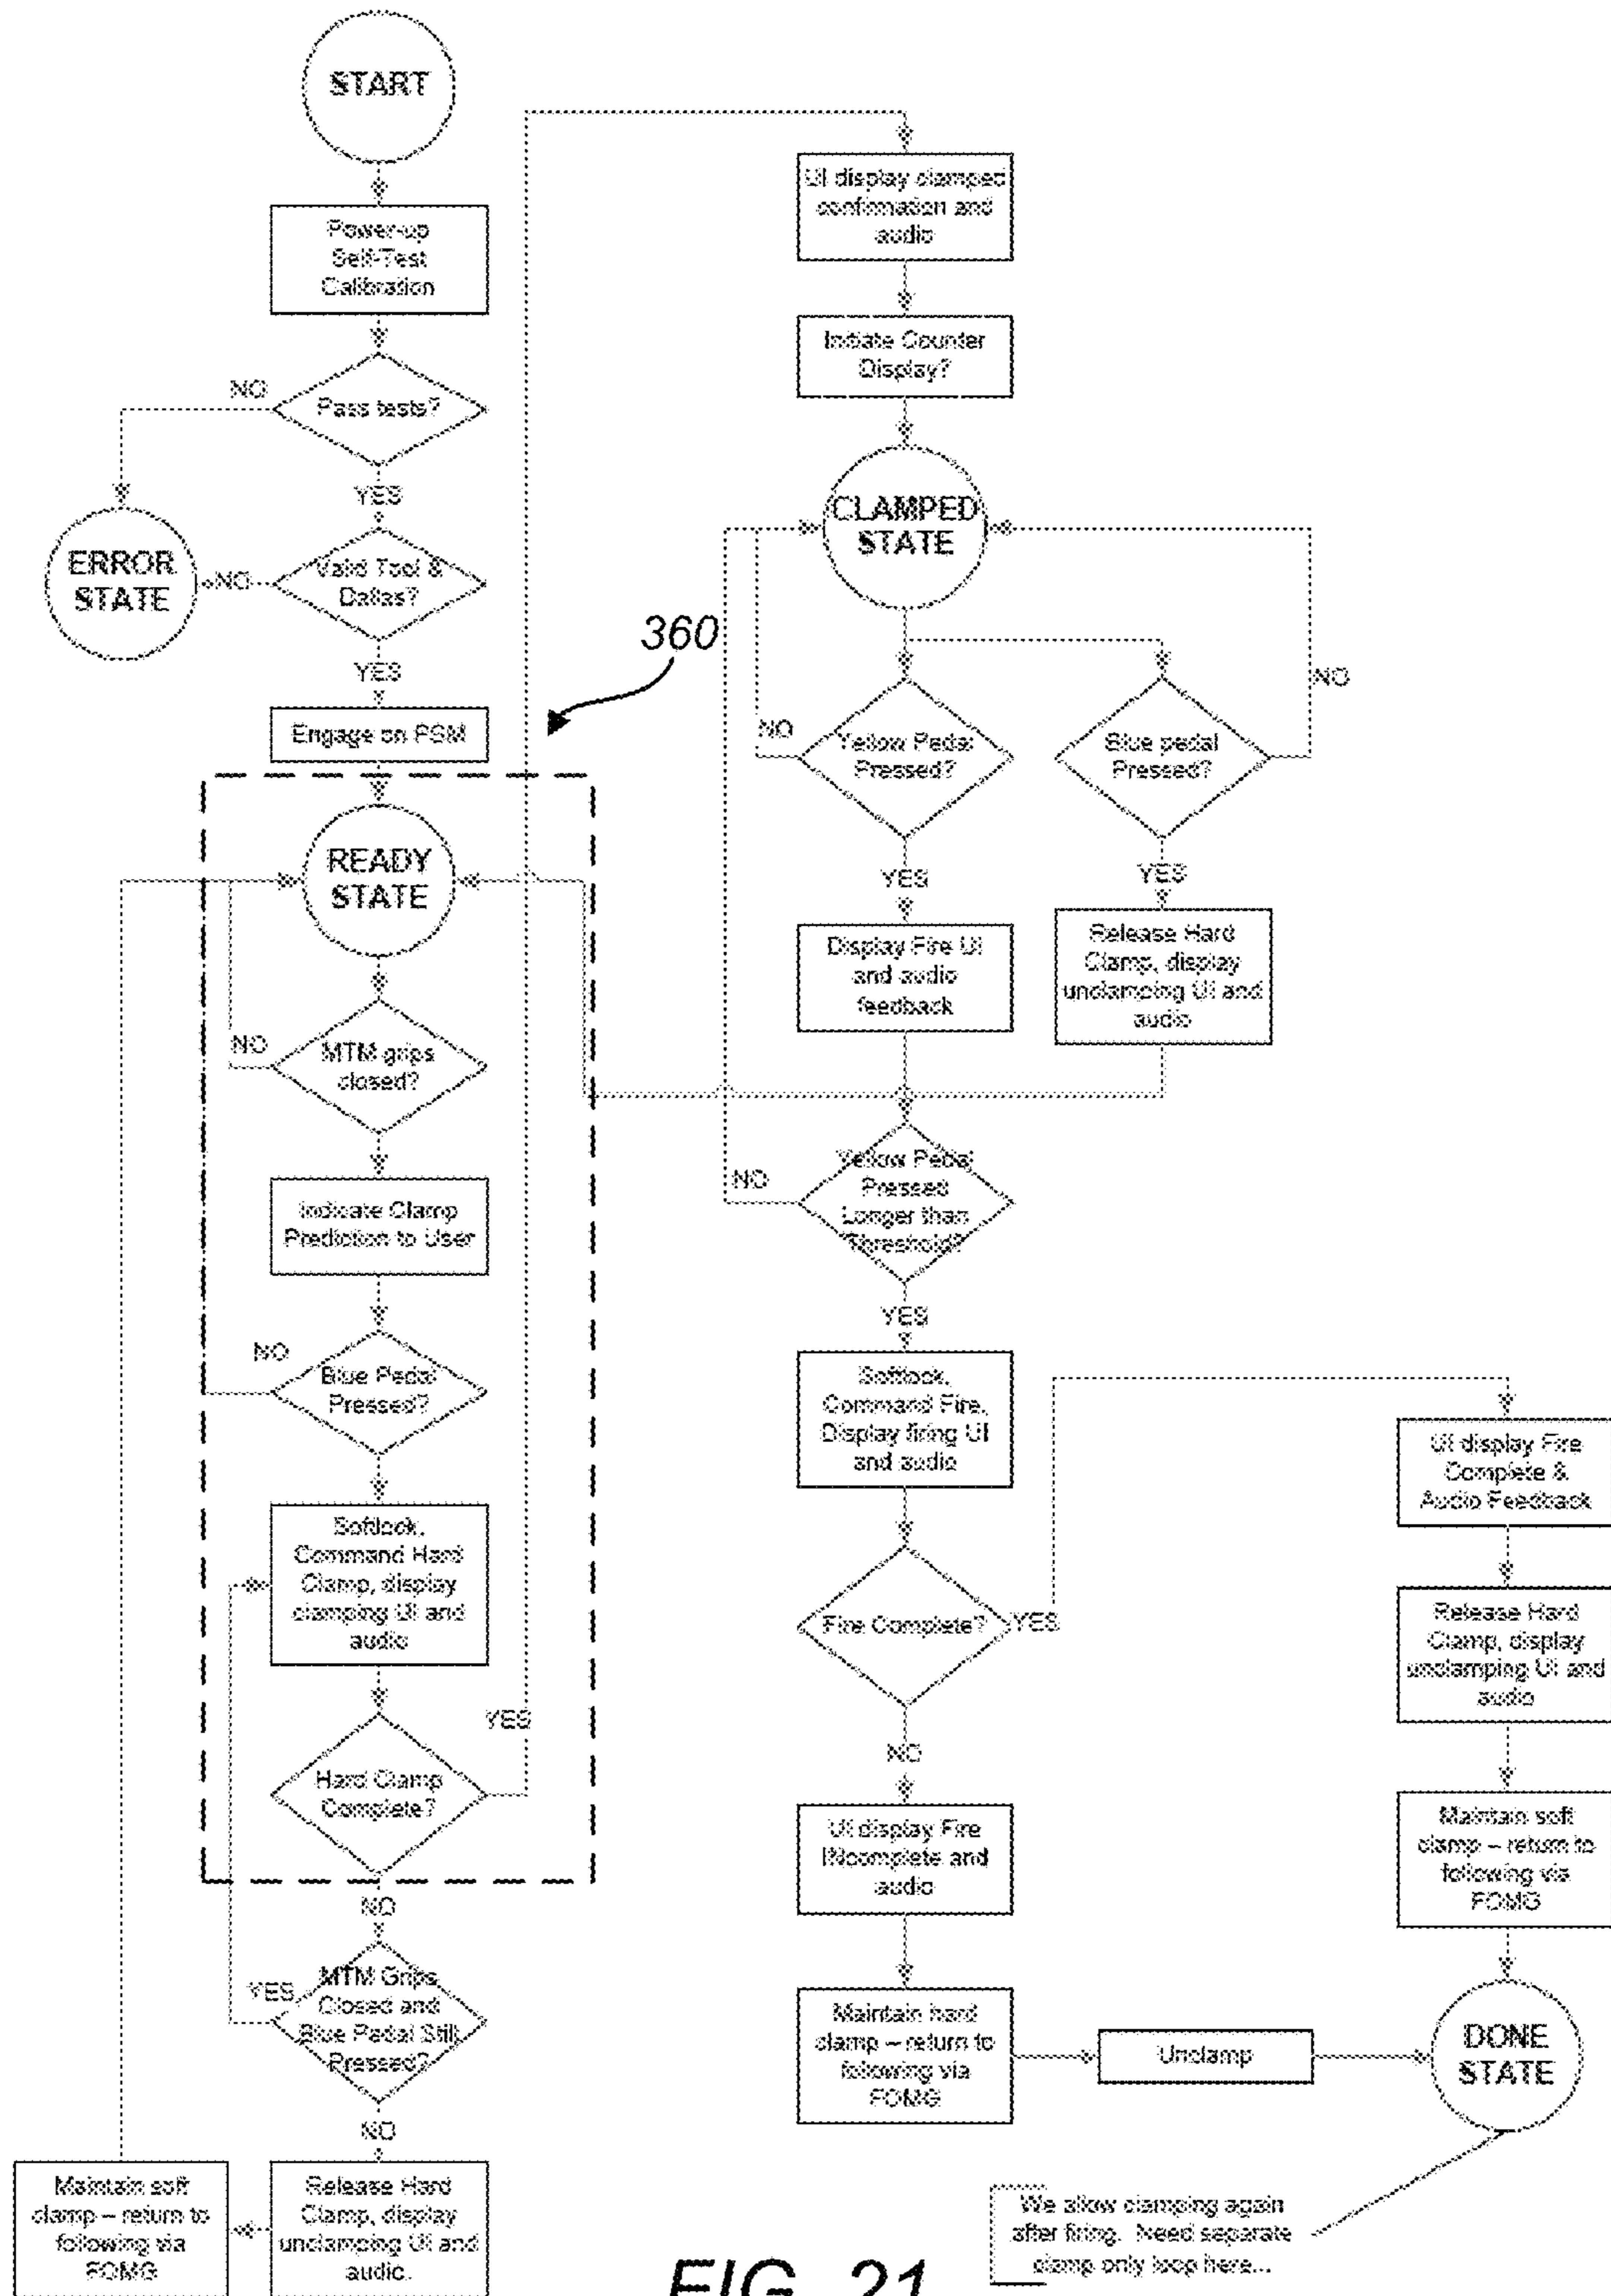 START
Power-up
Self-Test
Calibration
Pass tests?
NO
YES
ERROR
STATE
NO
Valid Tool &
Dallas?
YES
Engage on PSM
360
READY
STATE
MTM grips
closed?
NO
Indicate Clamp
Prediction to User
Blue Pedal
Pressed?
NO
Softlock,
Command Hard
Clamp, display
clamping UI and
audio
Hard Clamp
Complete?
YES
NO
MTM Grips
Closed and
Blue Pedal Still
Pressed?
YES
NO
Release Hard
Clamp, display
unclamping UI and
audio.
Maintain soft
clamp – return to
following via
FOMG
UI display clamped
confirmation and
audio
Initiate Counter
Display?
CLAMPED
STATE
Yellow Pedal
Pressed?
NO
YES
Blue pedal
Pressed?
NO
YES
Display Fire UI
and audio
feedback
Release Hard
Clamp, display
unclamping UI and
audio
Yellow Pedal
Pressed
Longer than
Threshold?
NO
YES
Softlock,
Command Fire,
Display firing UI
and audio
Fire Complete?
YES
NO
UI display Fire
INcomplete and
audio
Maintain hard
clamp – return to
following via
FOMG
Unclamp
UI display Fire
Complete &
Audio Feedback
Release Hard
Clamp, display
unclamping UI and
audio
Maintain soft
clamp – return to
following via
FOMG
DONE
STATE
We allow clamping again
after firing. Need separate
clamp only loop here...
FIG. 21